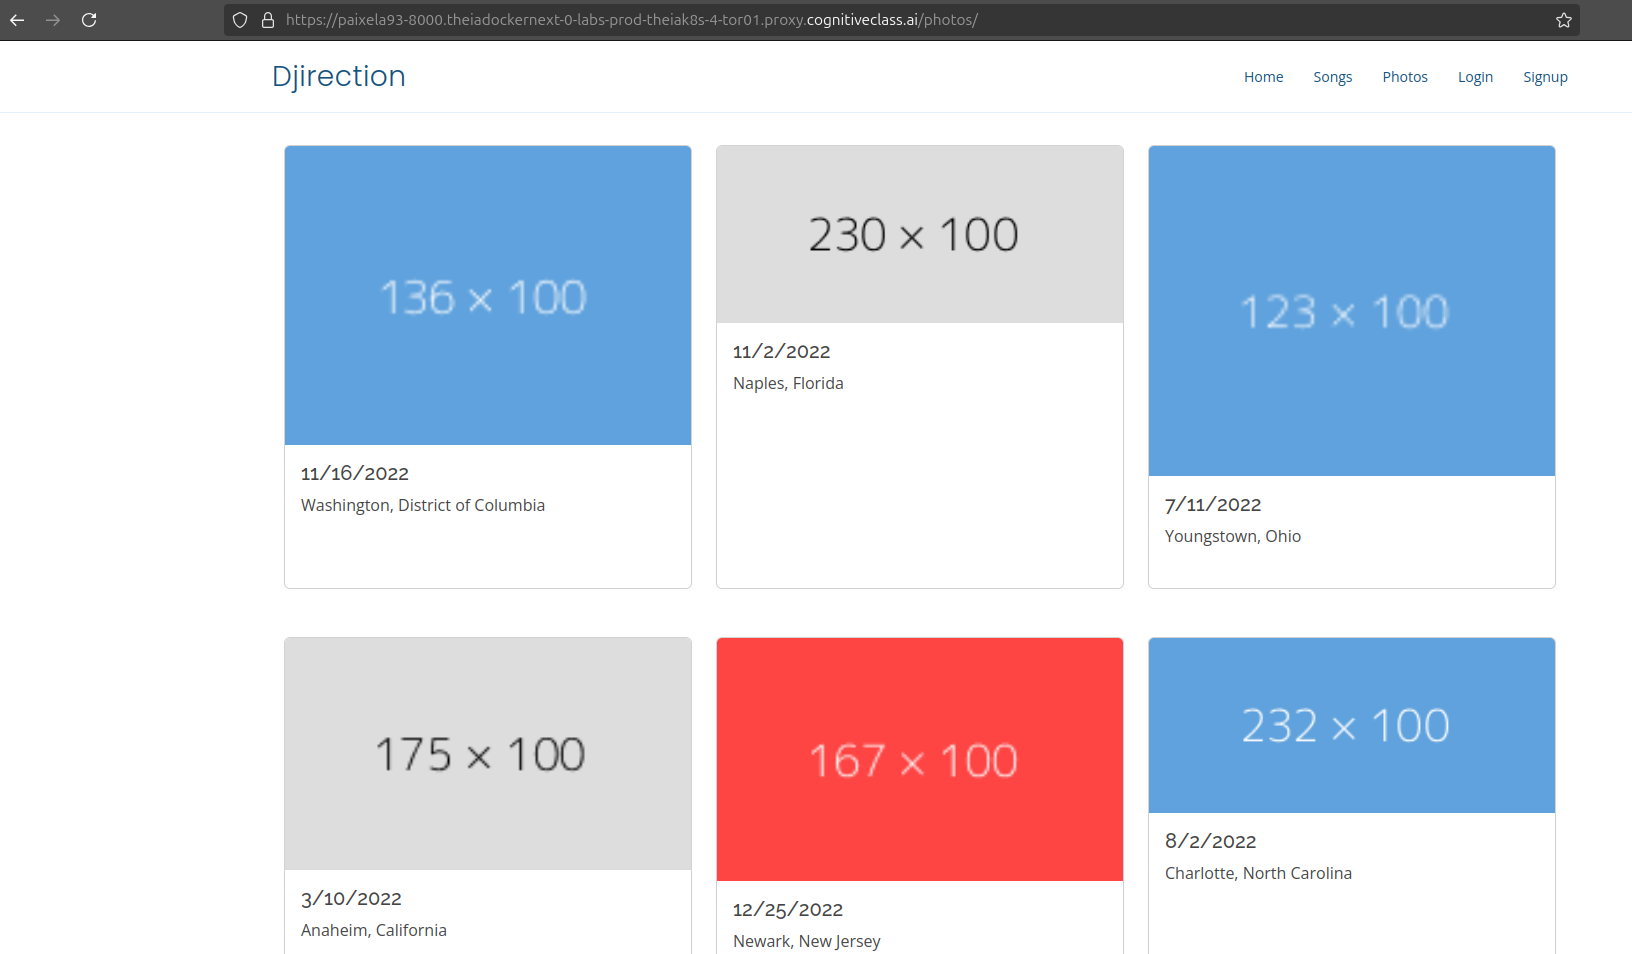 https://paixela93-8000.theiadockernext-0-labs-prod-theiak8s-4-tor01.proxy.cognitiveclass.ai/photos/
Djirection
Home Songs Photos Login Signup
136 × 100
11/16/2022
Washington, District of Columbia
230 × 100
11/2/2022
Naples, Florida
123 × 100
7/11/2022
Youngstown, Ohio
175 × 100
3/10/2022
Anaheim, California
167 × 100
12/25/2022
Newark, New Jersey
232 × 100
8/2/2022
Charlotte, North Carolina